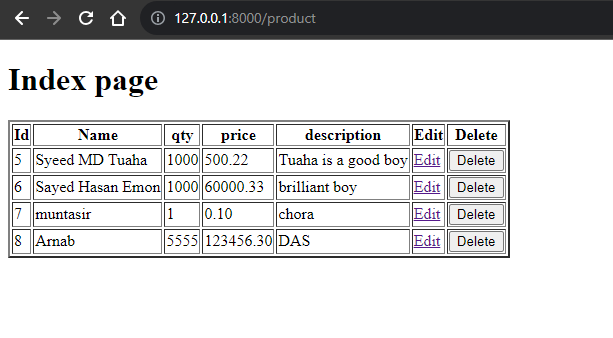 127.0.0.1:8000/product
Index page
Id Name qty price description Edit Delete
5 Syeed MD Tuaha 1000 500.22 Tuaha is a good boy Edit Delete
6 Sayed Hasan Emon 1000 60000.33 brilliant boy Edit Delete
7 muntasir 1 0.10 chora Edit Delete
8 Arnab 5555 123456.30 DAS Edit Delete